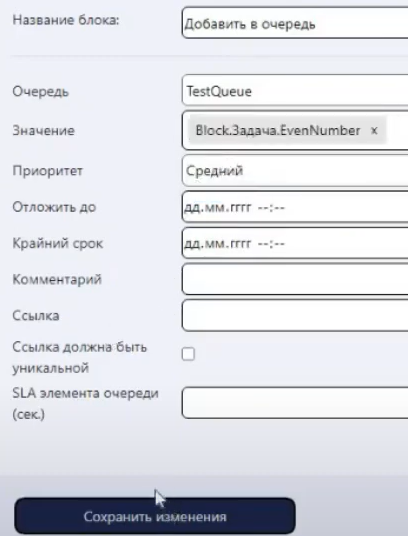 Название блока: Добавить в очередь
Очередь TestQueue
Значение Block.Задача.EvenNumber x
Приоритет Средний
Отложить до дд.мм.гггг --:--
Крайний срок дд.мм.гггг --:--
Комментарий
Ссылка
Ссылка должна быть
уникальной
SLA элемента очереди
(сек.)
Сохранить изменения